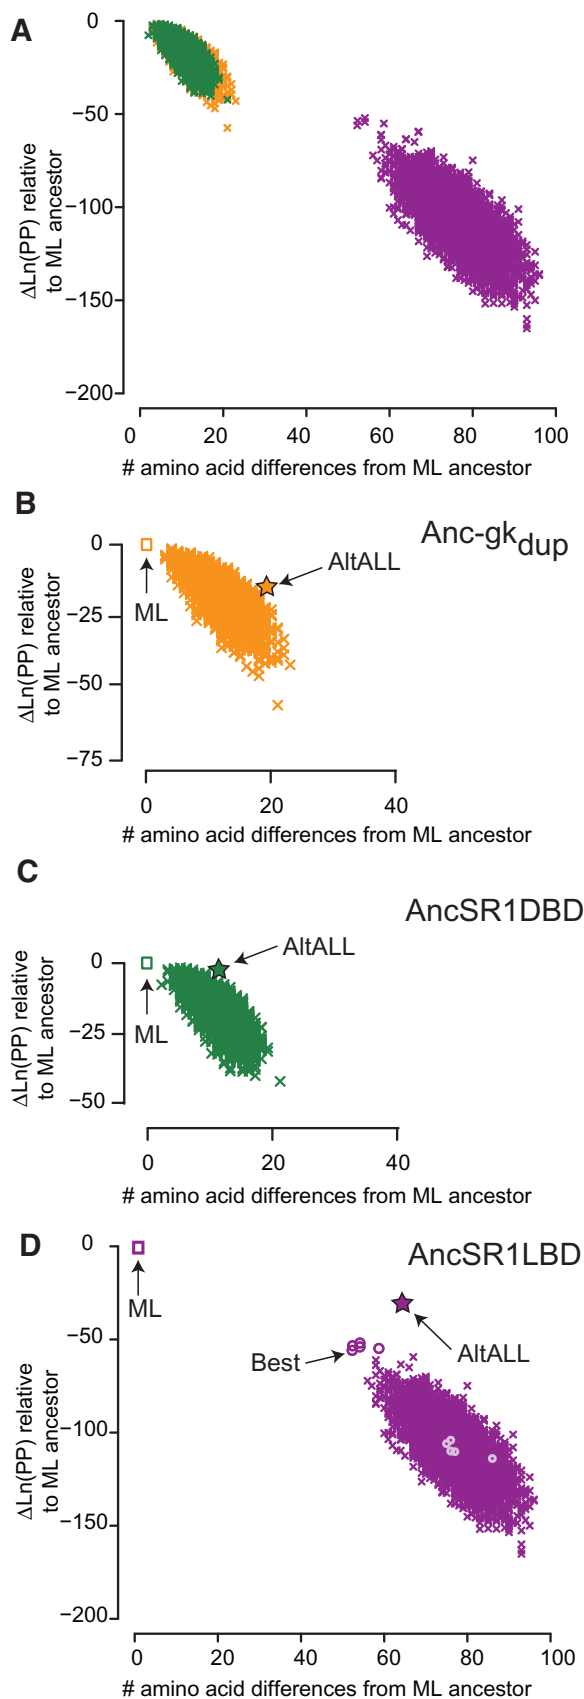 A
0
−50
−100
−150
−200
ΔLn(PP) relative
to ML ancestor
0 20 40 60 80 100
# amino acid differences from ML ancestor
B
Anc-gkdup
0
−25
−50
−75
ΔLn(PP) relative
to ML ancestor
AltALL
ML
0 20 40
# amino acid differences from ML ancestor
C
AncSR1DBD
0
−25
−50
ΔLn(PP) relative
to ML ancestor
AltALL
ML
0 20 40
# amino acid differences from ML ancestor
D
AncSR1LBD
0
−50
−100
−150
−200
ΔLn(PP) relative
to ML ancestor
ML
Best
AltALL
0 20 40 60 80 100
# amino acid differences from ML ancestor